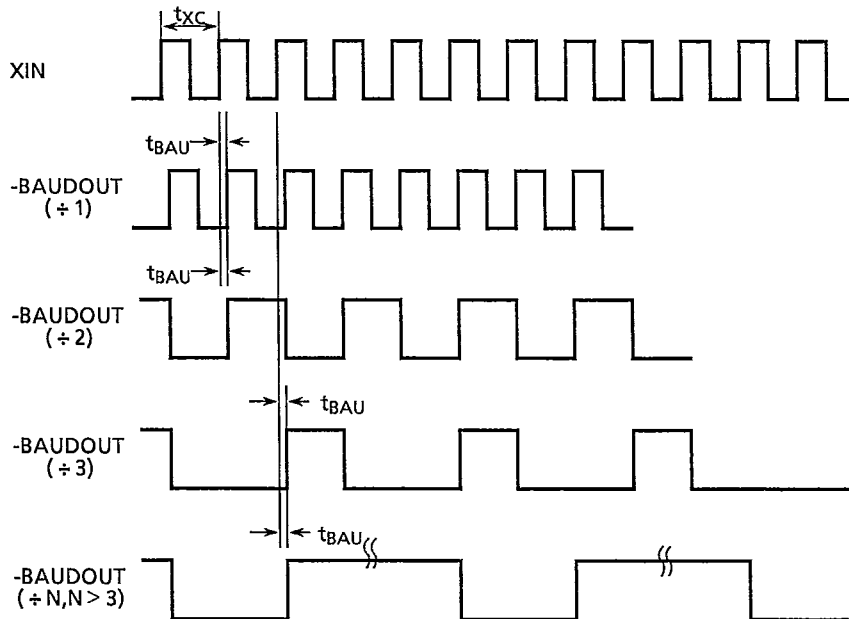 tXC
XIN
tBAU
-BAUDOUT
(÷1)
tBAU
-BAUDOUT
(÷2)
tBAU
-BAUDOUT
(÷3)
tBAU
-BAUDOUT
(÷N,N>3)